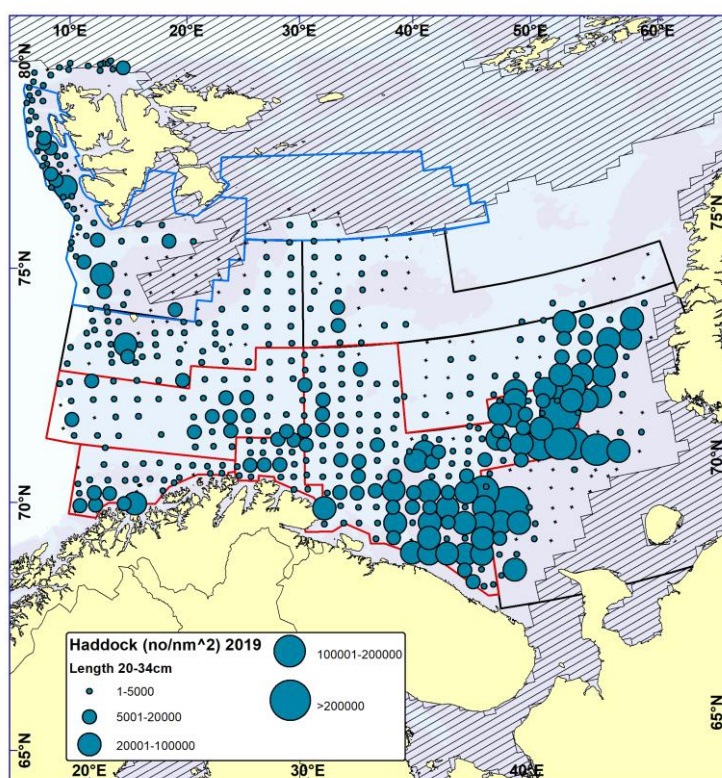 10°E 20°E 30°E 40°E 50°E 60°E
80°N
75°N
75°N
70°N
70°N
65°N
65°N
Haddock (no/nm^2) 2019
Length 20-34cm
1-5000
5001-20000
20001-100000
100001-200000
>200000
20°E 30°E 40°E